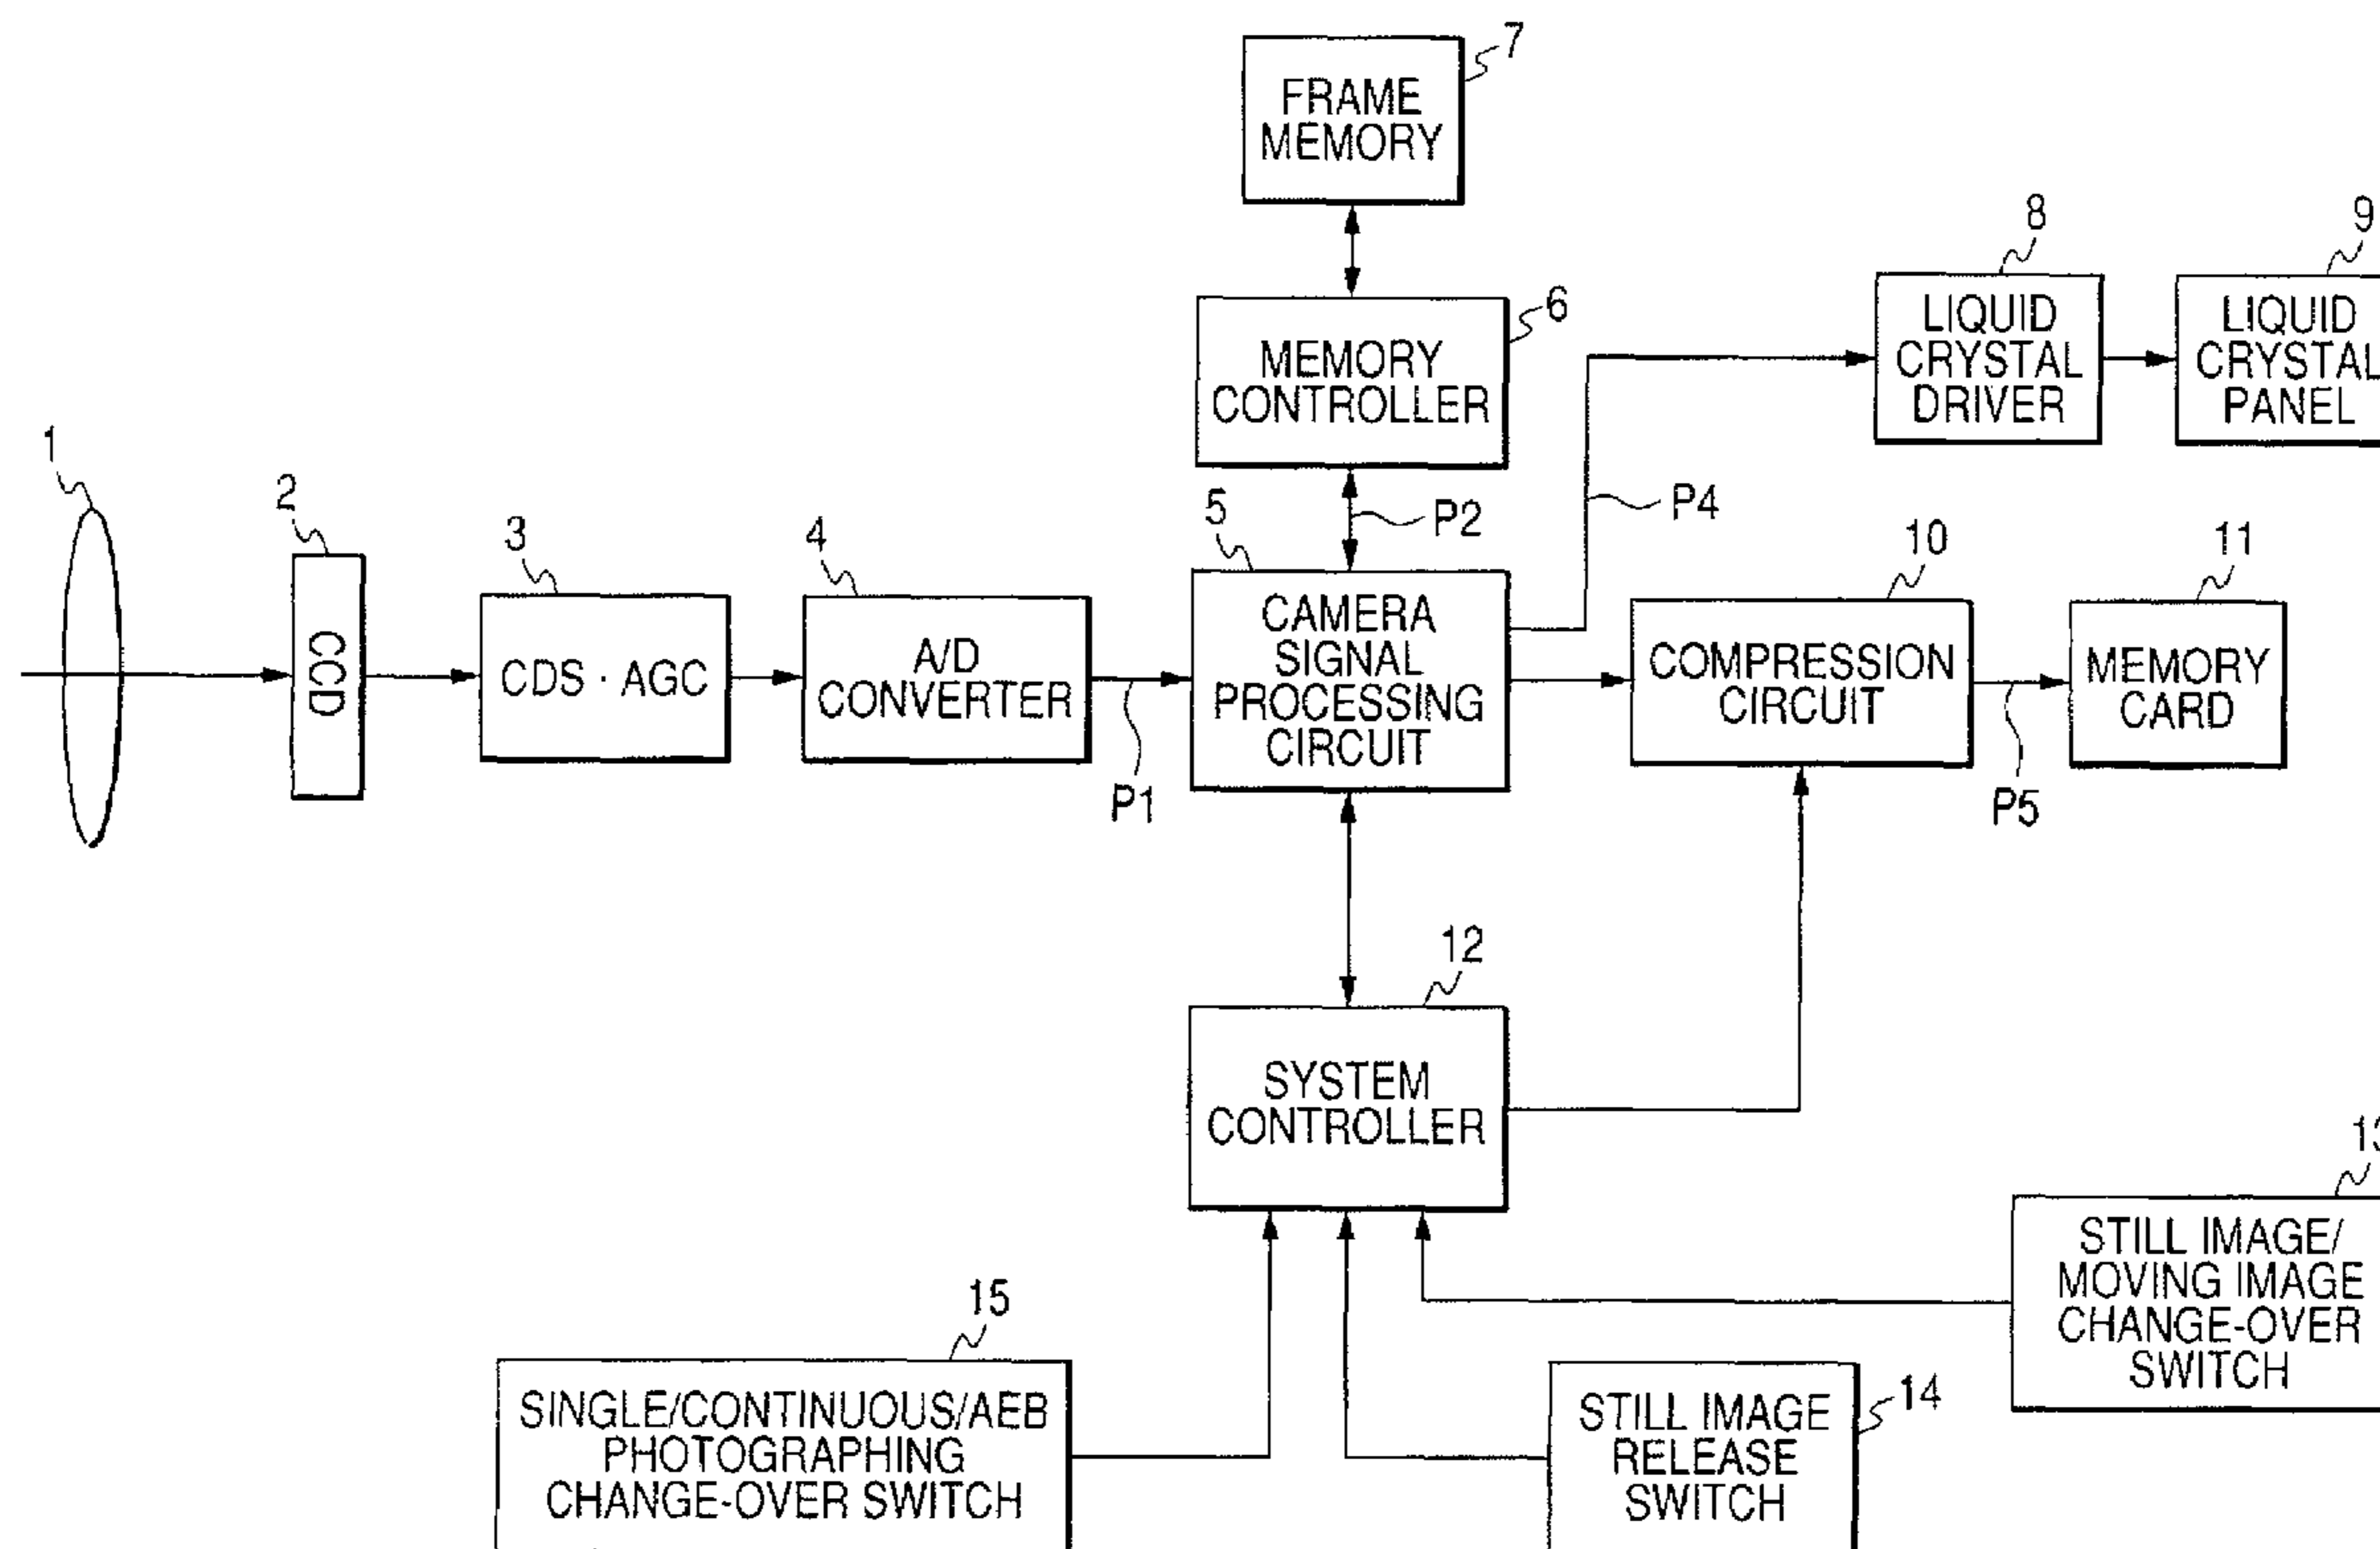 7
FRAME
MEMORY
8
9
LIQUID
CRYSTAL
DRIVER
LIQUID
CRYSTAL
PANEL
6
MEMORY
CONTROLLER
1
2
3
4
5
P2
P4
10
11
CCD
CDS · AGC
A/D
CONVERTER
CAMERA
SIGNAL
PROCESSING
CIRCUIT
COMPRESSION
CIRCUIT
MEMORY
CARD
P1
P5
12
SYSTEM
CONTROLLER
13
STILL IMAGE/
MOVING IMAGE
CHANGE-OVER
SWITCH
15
SINGLE/CONTINUOUS/AEB
PHOTOGRAPHING
CHANGE-OVER SWITCH
14
STILL IMAGE
RELEASE
SWITCH